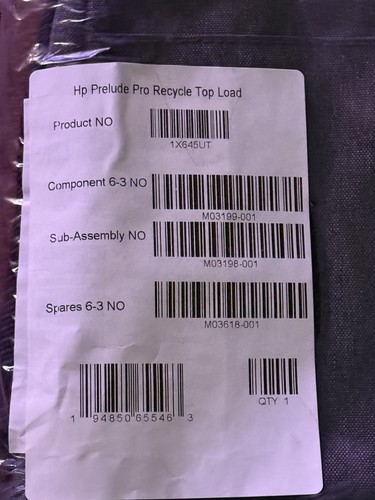 Hp Prelude Pro Recycle Top Load
Product NO
1X645UT
Component 6-3 NO
M03199-001
Sub-Assembly NO
M03198-001
Spares 6-3 NO
M03618-001
1 94850 65546 3
QTY 1